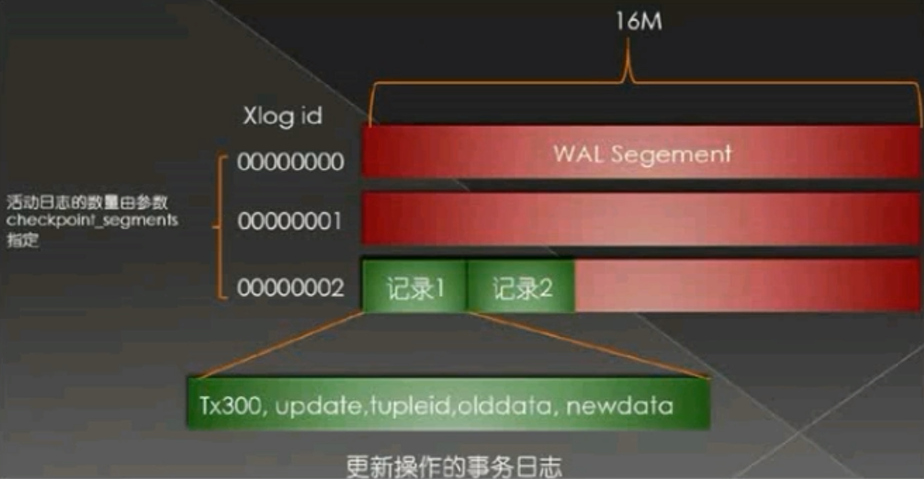 16M
Xlog id
00000000
WAL Segement
活动日志的数量由参数
checkpoint_segments
指定
00000001
00000002
记录1
记录2
Tx300, update,tupleid,olddata, newdata
更新操作的事务日志